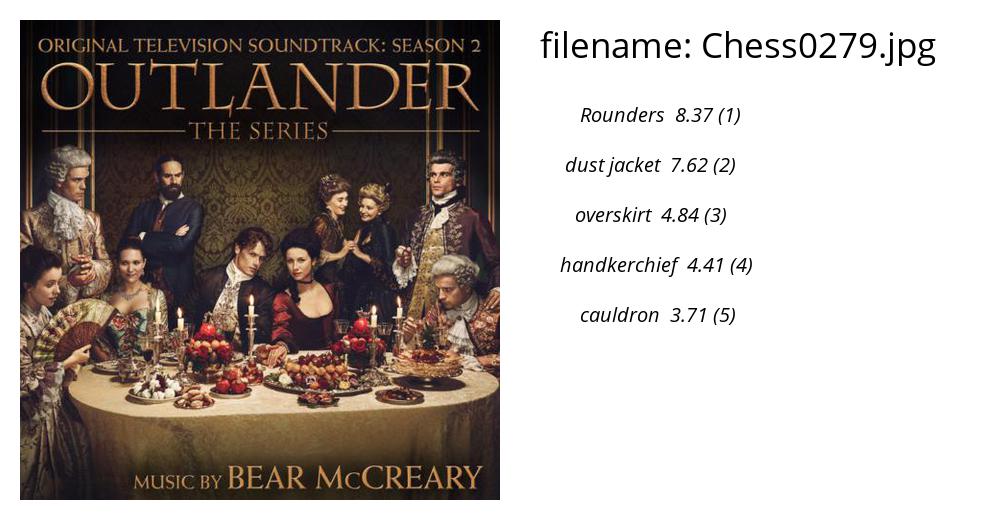 ORIGINAL TELEVISION SOUNDTRACK: SEASON 2
OUTLANDER
THE SERIES
MUSIC BY BEAR McCREARY
filename: Chess0279.jpg
Rounders 8.37 (1)
dust jacket 7.62 (2)
overskirt 4.84 (3)
handkerchief 4.41 (4)
cauldron 3.71 (5)